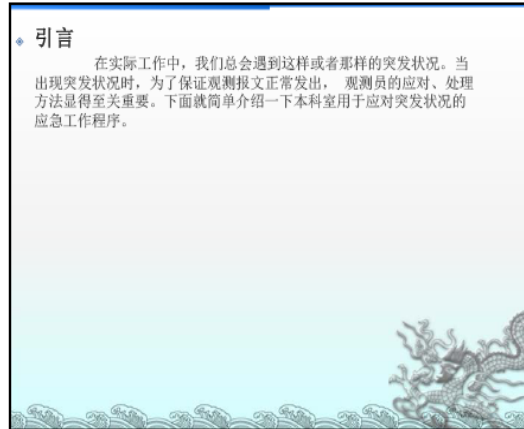 引言
在实际工作中，我们总会遇到这样或者那样的突发状况。当
出现突发状况时，为了保证观测报文正常发出， 观测员的应对、处理
方法显得至关重要。下面就简单介绍一下本科室用于应对突发状况的
应急工作程序。